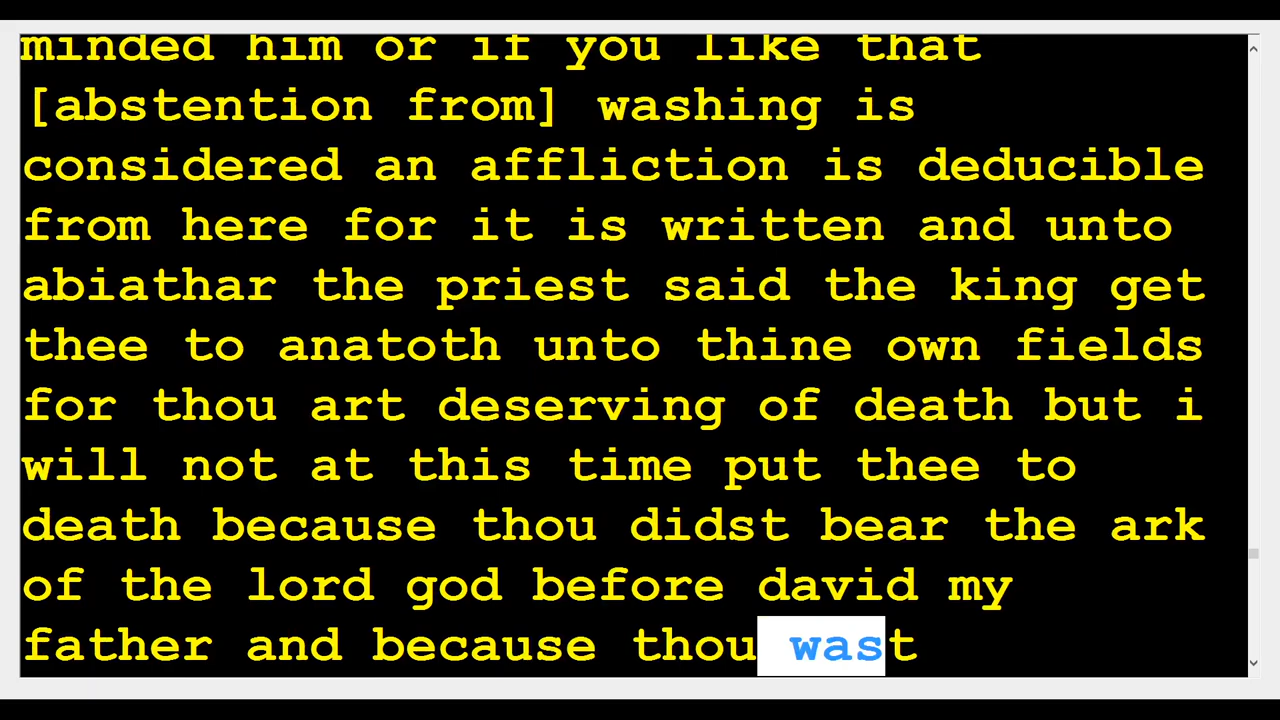 minded him or if you like that
[abstention from] washing is
considered an affliction is deducible
from here for it is written and unto
abiathar the priest said the king get
thee to anatoth unto thine own fields
for thou art deserving of death but i
will not at this time put thee to
death because thou didst bear the ark
of the lord god before david my
father and because thou wast